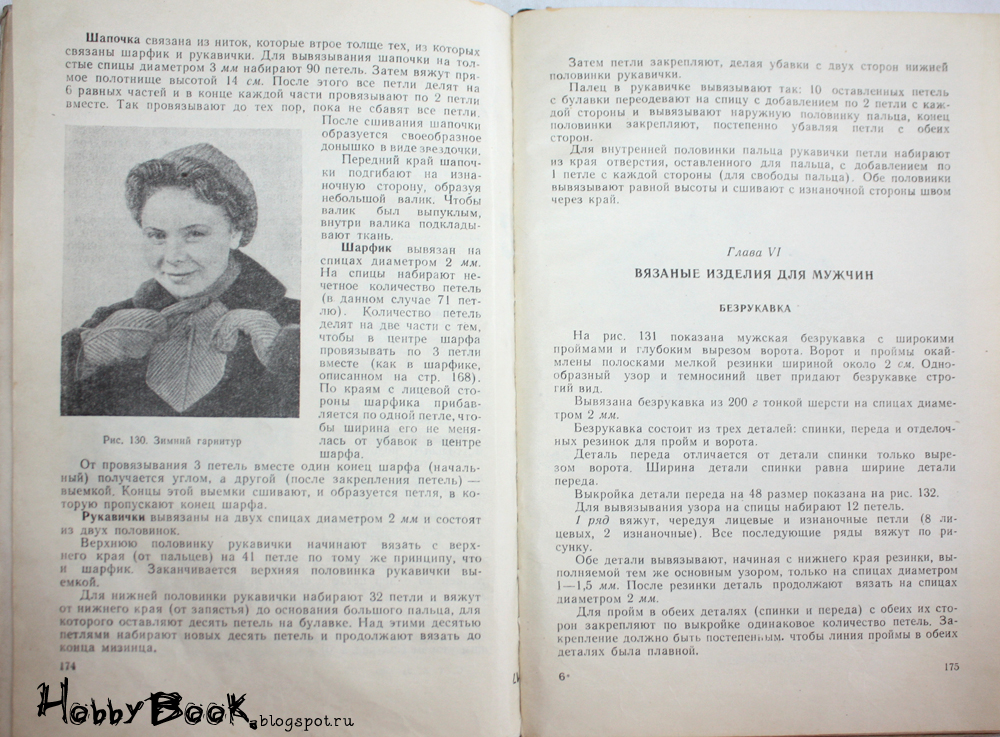 Шапочка связана из ниток, которые втрое толще тех, из которых
связаны шарфик и рукавички. Для вывязывания шапочки на тол-
стые спицы диаметром 3 мм набирают 90 петель. Затем вяжут пря-
мое полотнище высотой 14 см. После этого все петли делят на
6 равных частей и в конце каждой части провязывают по 2 петли
вместе. Так провязывают до тех пор, пока не сбавят все петли.
После сшивания шапочки
образуется своеобразное
донышко в виде звездочки.
Передний край шапоч-
ки подгибают на изна-
ночную сторону, образуя
небольшой валик. Чтобы
валик был выпуклым,
внутри валика подклады-
вают ткань.
Шарфик вывязан на
спицах диаметром 2 мм.
На спицы набирают не-
четное количество петель
(в данном случае 71 пет-
лю). Количество петель
делят на две части с тем,
чтобы в центре шарфа
провязывать по 3 петли
вместе (как в шарфике,
описанном на стр. 168).
По краям с лицевой сто-
роны шарфика прибав-
ляется по одной петле, что-
бы ширина его не меня-
лась от убавок в центре
шарфа.
Рис. 130. Зимний гарнитур
От провязывания 3 петель вместе один конец шарфа (началь-
ный) получается углом, а другой (после закрепления петель) —
выемкой. Концы этой выемки сшивают, и образуется петля, в ко-
торую пропускают конец шарфа.
Рукавички вывязаны на двух спицах диаметром 2 мм и состоят
из двух половинок.
Верхнюю половинку рукавички начинают вязать с верх-
него края (от пальцев) на 41 петле по тому же принципу, что
и шарфик. Заканчивается верхняя половинка рукавички вы-
емкой.
Для нижней половинки рукавички набирают 32 петли и вяжут
от нижнего края (от запястья) до основания большого пальца, для
которого оставляют десять петель на булавке. Над этими десятью
петлями набирают новых десять петель и продолжают вязать до
конца мизинца.
174
HobbyBook.blogspot.ru
Затем петли закрепляют, делая убавки с двух сторон нижней
половинки рукавички.
Палец в рукавичке вывязывают так: 10 оставленных петель
с булавки переодевают на спицу с добавлением по 2 петли с каж-
дой стороны и вывязывают наружную половинку пальца, конец
половинки закрепляют, постепенно убавляя петли с обеих
сторон.
Для внутренней половинки пальца рукавички петли набирают
из края отверстия, оставленного для пальца, с добавлением по
1 петле с каждой стороны (для свободы пальца). Обе половинки
вывязывают равной высоты и сшивают с изнаночной стороны швом
через край.
Глава VI
ВЯЗАНЫЕ ИЗДЕЛИЯ ДЛЯ МУЖЧИН
БЕЗРУКАВКА
На рис. 131 показана мужская безрукавка с широкими
проймами и глубоким вырезом ворота. Ворот и проймы окай-
млены полосками мелкой резинки шириной около 2 см. Одно-
образный узор и темносиний цвет придают безрукавке стро-
гий вид.
Вывязана безрукавка из 200 г тонкой шерсти на спицах диаме-
тром 2 мм.
Безрукавка состоит из трех деталей: спинки, переда и отделоч-
ных резинок для пройм и ворота.
Деталь переда отличается от детали спинки только выре-
зом ворота. Ширина детали спинки равна ширине детали
переда.
Выкройка детали переда на 48 размер показана на рис. 132.
Для вывязывания узора на спицы набирают 12 петель.
I ряд вяжут, чередуя лицевые и изнаночные петли (8 ли-
цевых, 2 изнаночные). Все последующие ряды вяжут по ри-
сунку.
Обе детали вывязывают, начиная с нижнего края резинки, вы-
полняемой тем же основным узором, только на спицах диаметром
1—1,5 мм. После резинки деталь продолжают вязать на спицах
диаметром 2 мм.
Для пройм в обеих деталях (спинки и переда) с обеих их сто-
рон закрепляют по выкройке одинаковое количество петель. За-
крепление должно быть постепенным, чтобы линия проймы в обеих
деталях была плавной.
6*
175